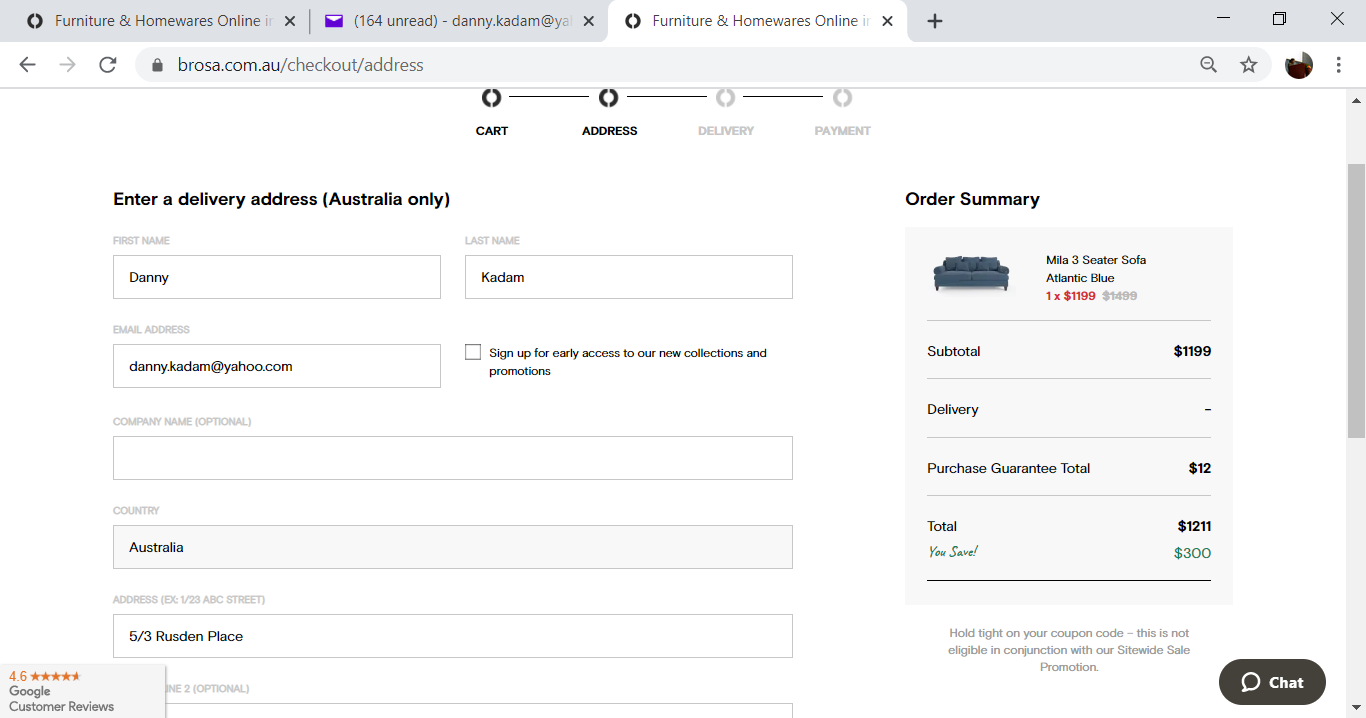 Furniture & Homewares Online in
(164 unread) - danny.kadam@ya
Furniture & Homewares Online in
brosa.com.au/checkout/address
CART
ADDRESS
DELIVERY
PAYMENT
Enter a delivery address (Australia only)
FIRST NAME
LAST NAME
Danny
Kadam
EMAIL ADDRESS
danny.kadam@yahoo.com
Sign up for early access to our new collections and
promotions
COMPANY NAME (OPTIONAL)
COUNTRY
Australia
ADDRESS (EX: 1/23 ABC STREET)
5/3 Rusden Place
INE 2 (OPTIONAL)
4.6
Google
Customer Reviews
Order Summary
Mila 3 Seater Sofa
Atlantic Blue
1 x $1199 $1499
Subtotal $1199
Delivery -
Purchase Guarantee Total $12
Total $1211
You Save! $300
Hold tight on your coupon code – this is not
eligible in conjunction with our Sitewide Sale
Promotion.
Chat